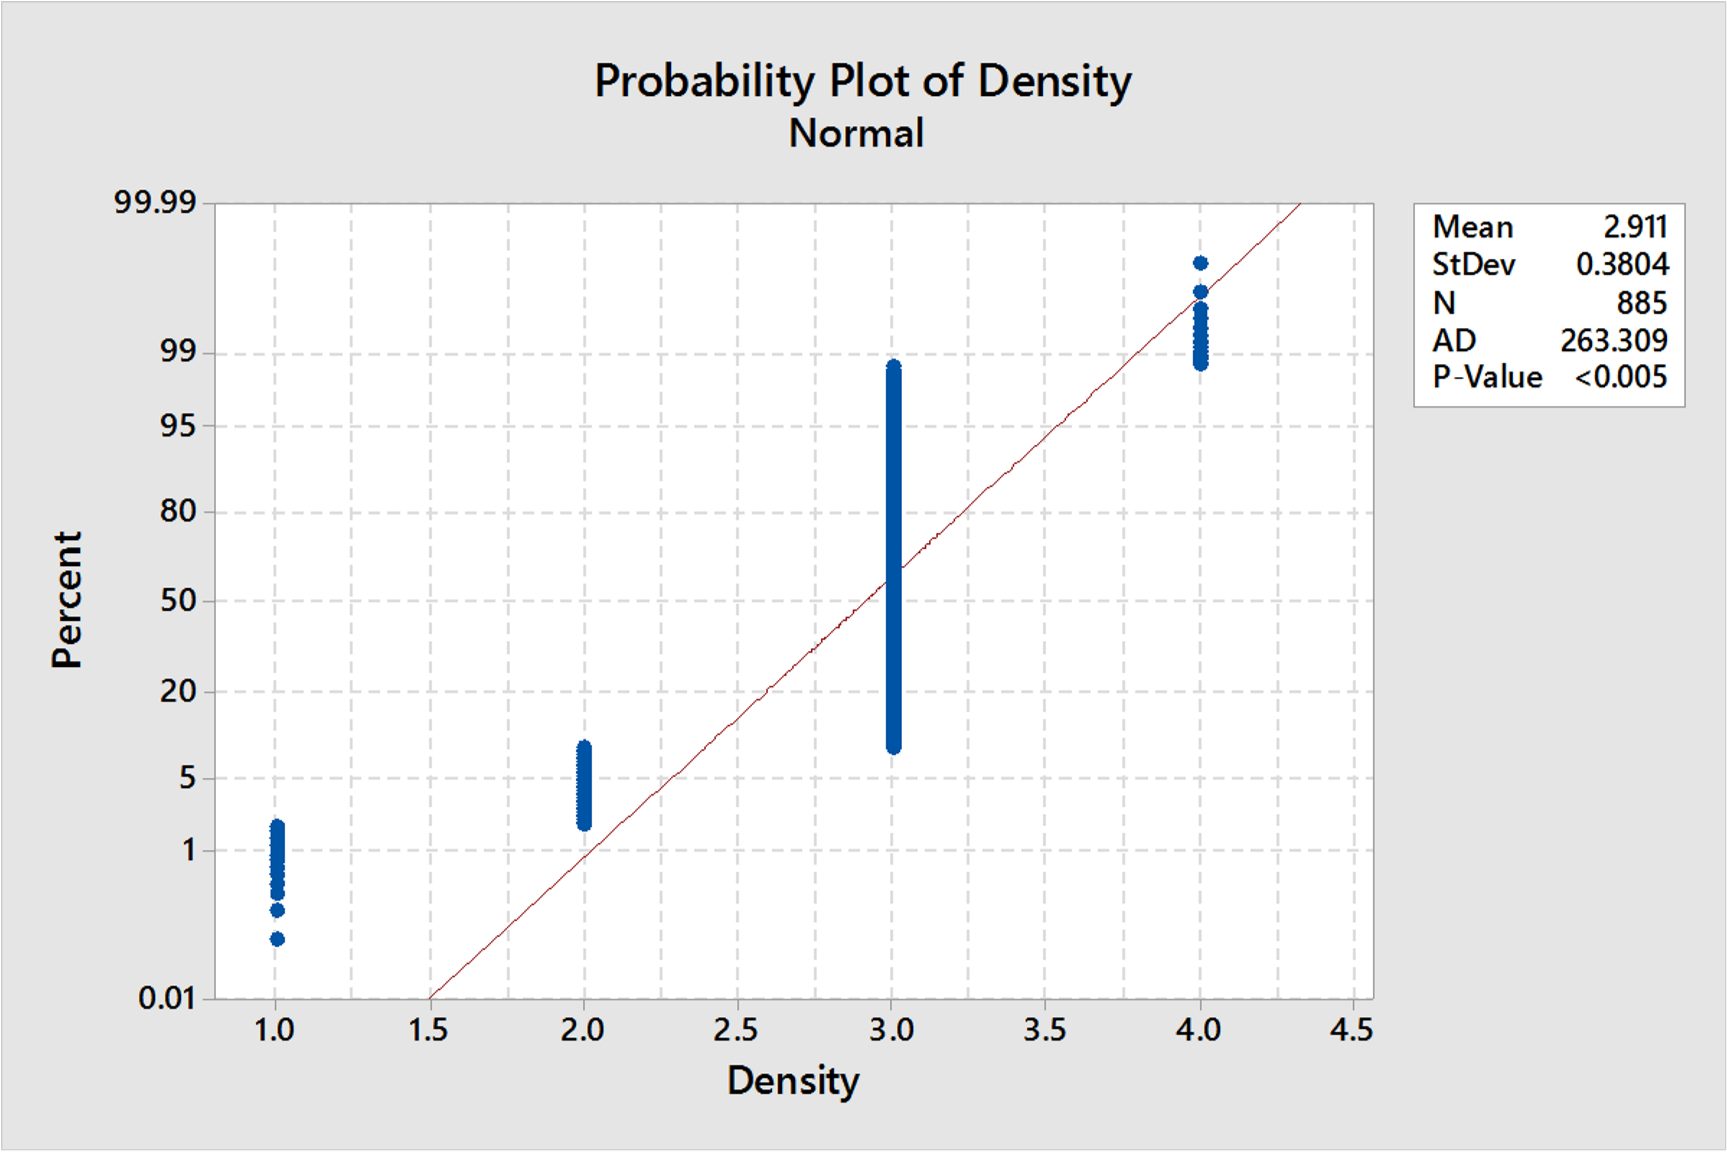 Probability Plot of Density
Normal
99.99
99
95
80
50
20
5
1
0.01
Percent
1.0 1.5 2.0 2.5 3.0 3.5 4.0 4.5
Density
Mean 2.911
StDev 0.3804
N 885
AD 263.309
P-Value <0.005